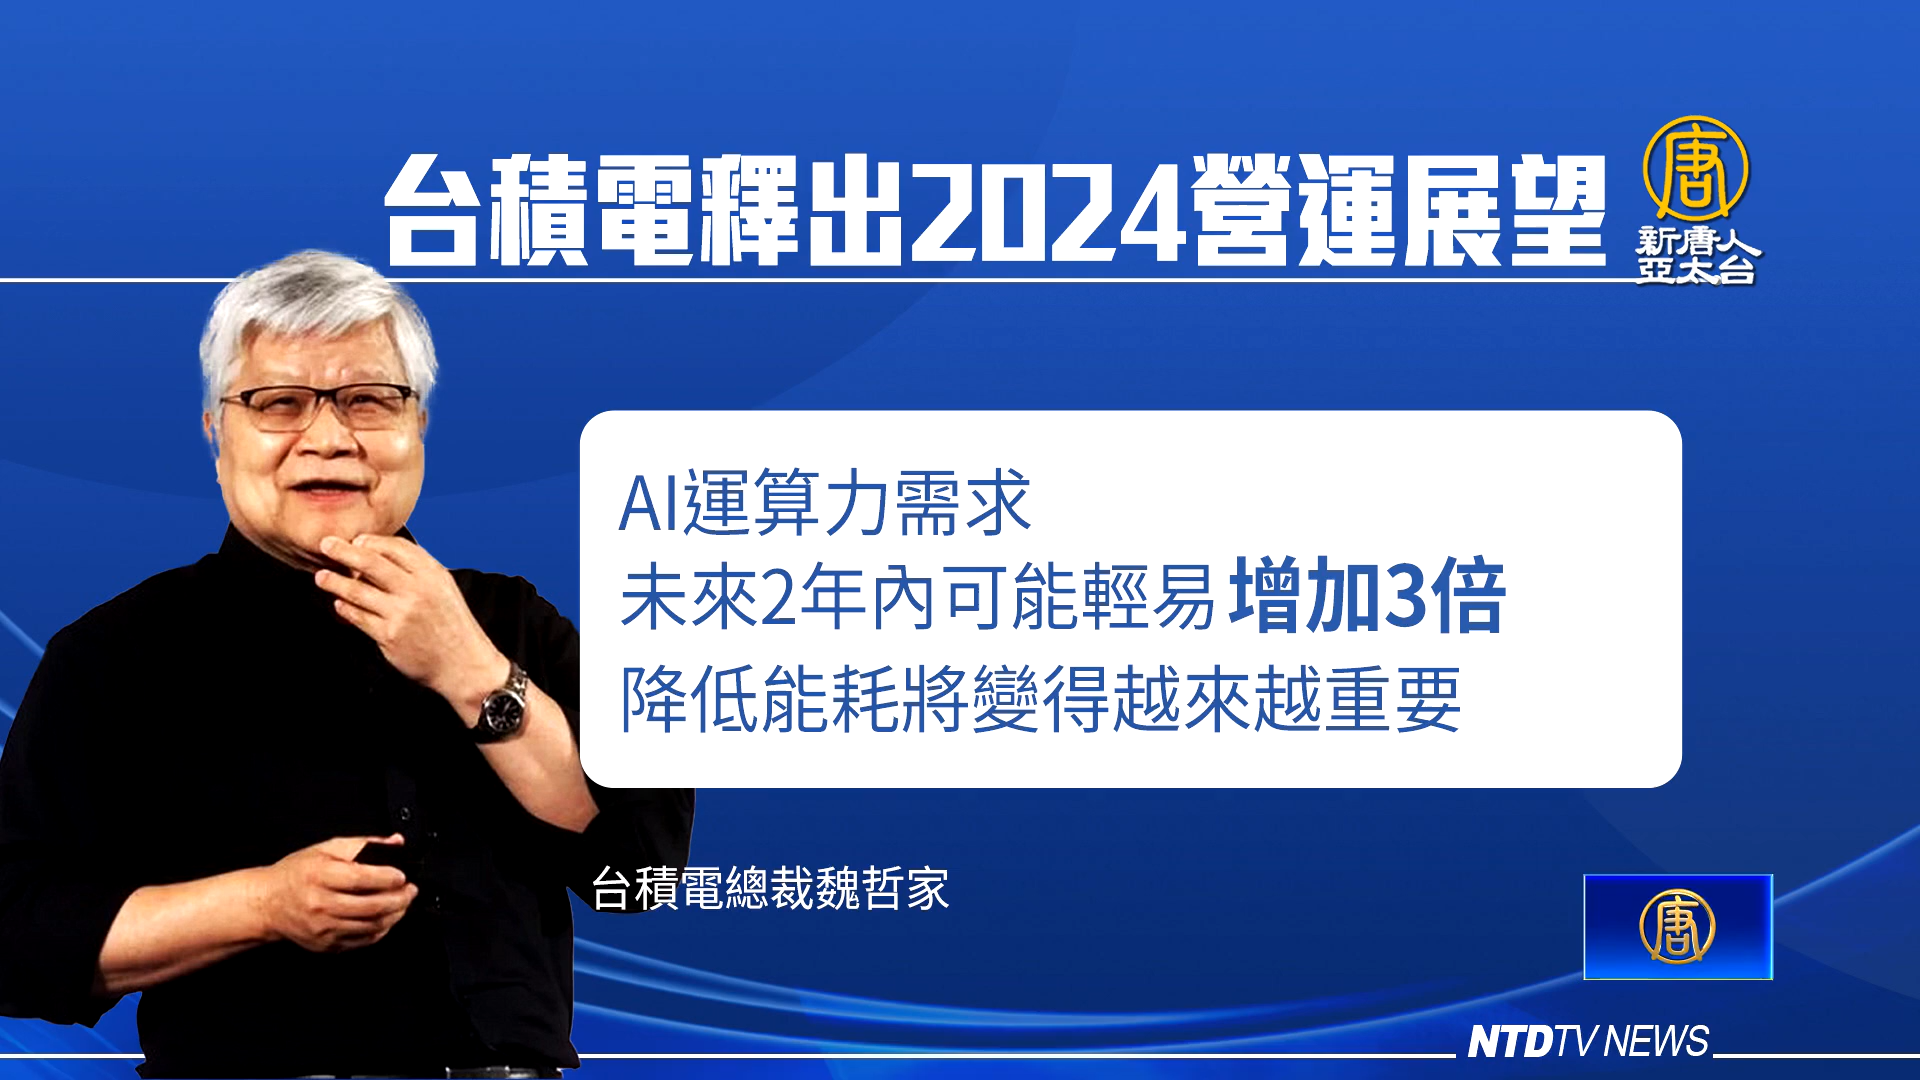 台積電釋出2024營運展望
唐
新唐人
亞太台
AI運算力需求
未來2年內可能輕易增加3倍
降低能耗將變得越來越重要
台積電總裁魏哲家
唐
NTDTV NEWS